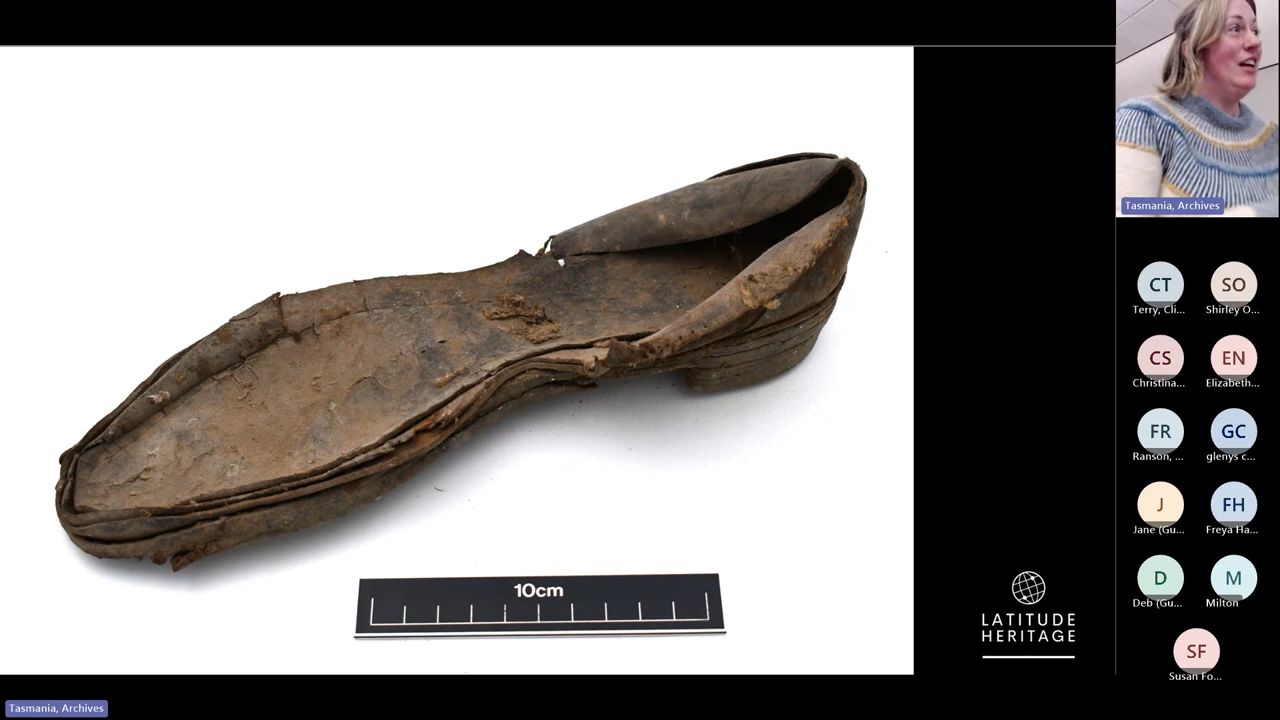 Tasmania, Archives
CT
SO
Terry, Cli...
Shirley O...
CS
EN
Christina...
Elizabeth...
FR
GC
Ranson, ...
glenys c...
J
FH
Jane (Gu...
Freya Ha...
D
M
Deb (Gu...
Milton
SF
Susan Fo...
10cm
LATITUDE
HERITAGE
Tasmania, Archives